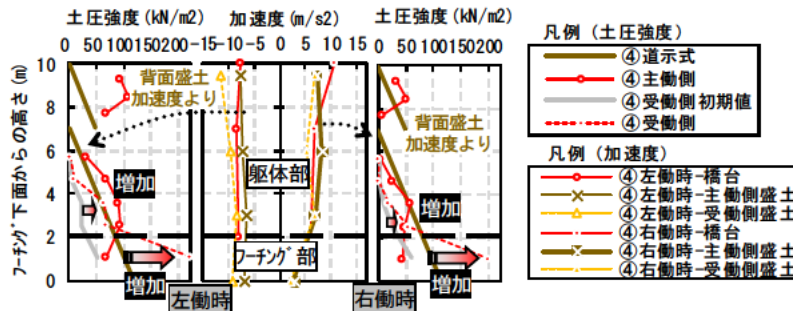 土圧強度(kN/m2)
加速度(m/s2)
土圧強度(kN/m2)
0 50 100 150 200
-15 -10 -5 0 5 10 15
0 50 100 150 200
フーチング下面からの高さ(m)
10
8
6
4
2
0
背面盛土
加速度より
増加
増加
左働時
躯体部
フーチング部
背面盛土
加速度より
増加
増加
右働時
凡例(土圧強度)
④道示式
④主働側
④受働側初期値
④受働側
凡例(加速度)
④左働時-橋台
④左働時-主働側盛土
④左働時-受働側盛土
④右働時-橋台
④右働時-主働側盛土
④右働時-受働側盛土